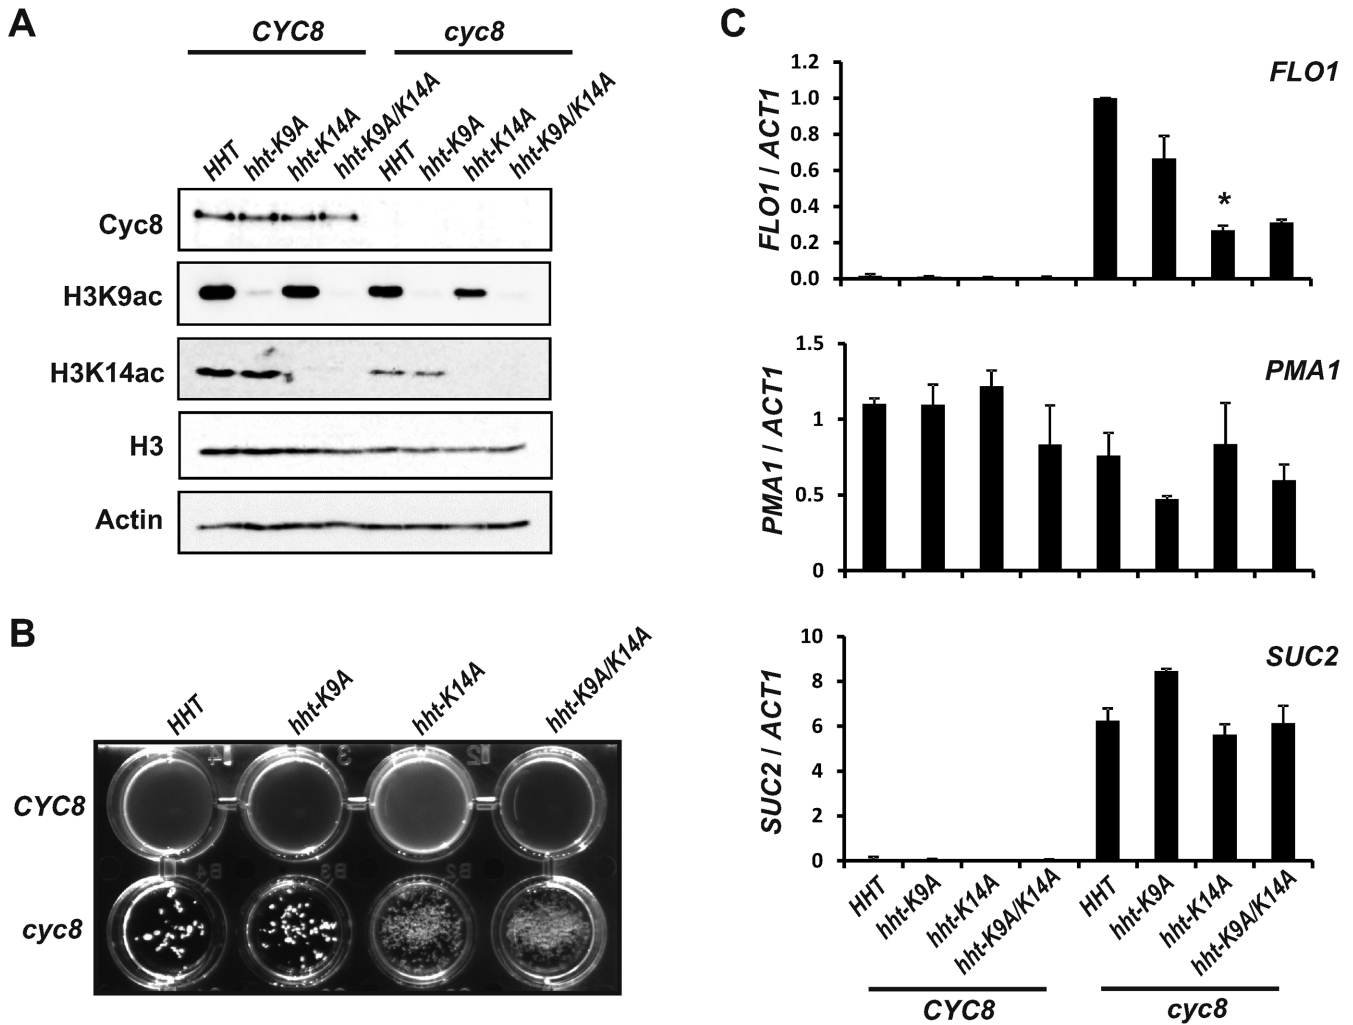 A
CYC8
cyc8
HHT
hht-K9A
hht-K14A
hht-K9A/K14A
HHT
hht-K9A
hht-K14A
hht-K9A/K14A
Cyc8
H3K9ac
H3K14ac
H3
Actin
B
HHT
hht-K9A
hht-K14A
hht-K9A/K14A
CYC8
cyc8
B4
B3
B2
C
FLO1
FLO1 / ACT1
1.2
1.0
0.8
0.6
0.4
0.2
0.0
*
PMA1
PMA1 / ACT1
1.5
1
0.5
0
SUC2
SUC2 / ACT1
10
8
6
4
2
0
HHT
hht-K9A
hht-K14A
hht-K9A/K14A
HHT
hht-K9A
hht-K14A
hht-K9A/K14A
CYC8
cyc8